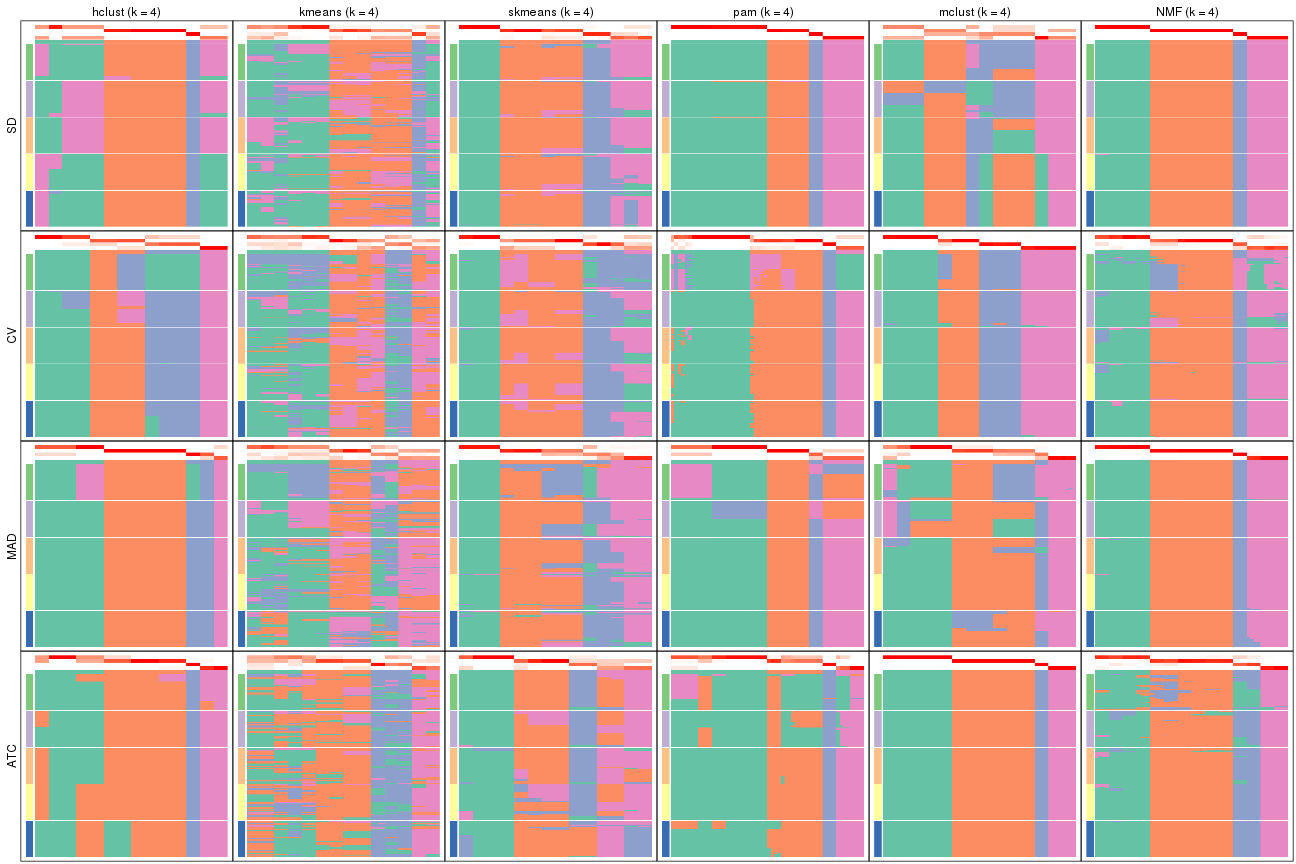 hclust (k = 4) kmeans (k = 4) skmeans (k = 4) pam (k = 4) mclust (k = 4) NMF (k = 4)
SD
CV
MAD
ATC